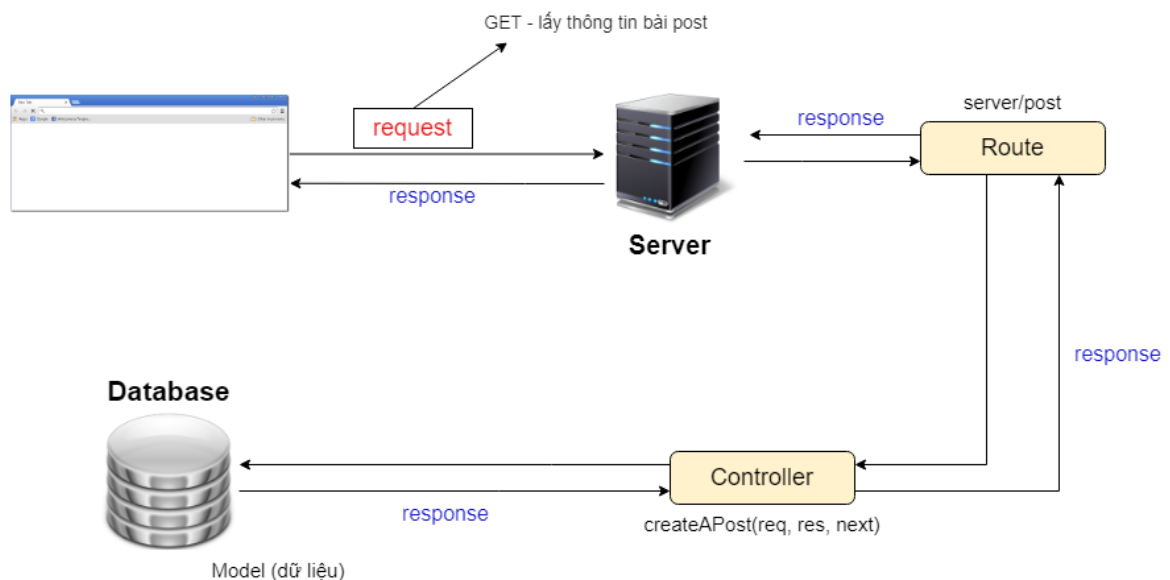 GET - lấy thông tin bài post
request
response
Server
response
server/post
Route
response
Database
Controller
response
createAPost(req, res, next)
Model (dữ liệu)